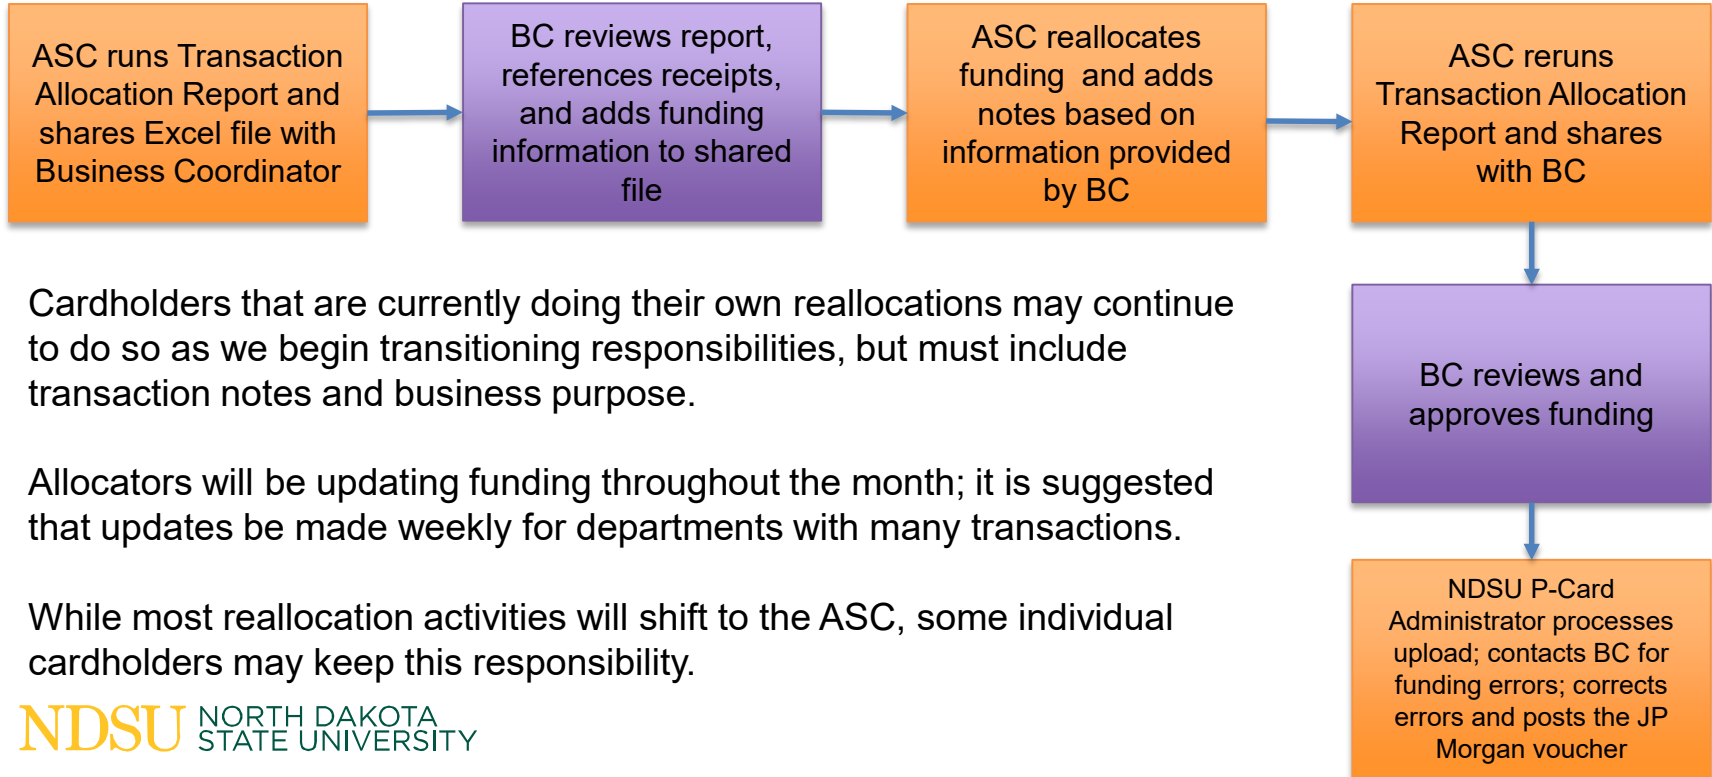 ASC runs Transaction
Allocation Report and
shares Excel file with
Business Coordinator
BC reviews report,
references receipts,
and adds funding
information to shared
file
ASC reallocates
funding and adds
notes based on
information provided
by BC
ASC reruns
Transaction Allocation
Report and shares
with BC
BC reviews and
approves funding
NDSU P-Card
Administrator processes
upload; contacts BC for
funding errors; corrects
errors and posts the JP
Morgan voucher
Cardholders that are currently doing their own reallocations may continue
to do so as we begin transitioning responsibilities, but must include
transaction notes and business purpose.
Allocators will be updating funding throughout the month; it is suggested
that updates be made weekly for departments with many transactions.
While most reallocation activities will shift to the ASC, some individual
cardholders may keep this responsibility.
NDSU NORTH DAKOTA
STATE UNIVERSITY